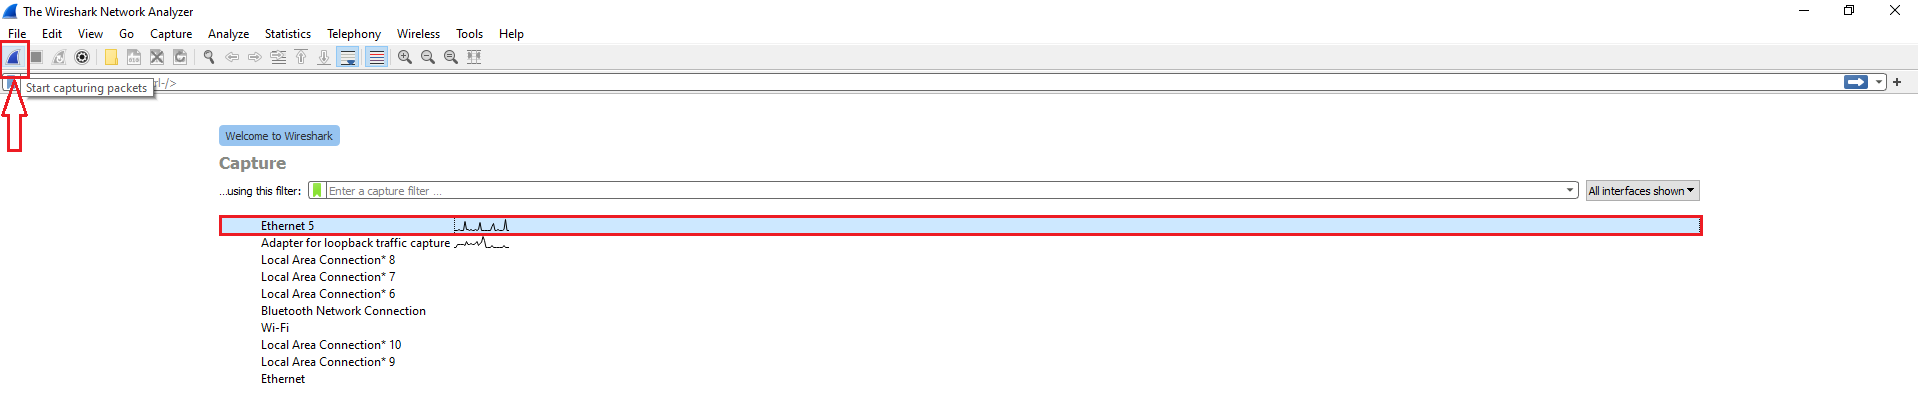 The Wireshark Network Analyzer
File Edit View Go Capture Analyze Statistics Telephony Wireless Tools Help
Start capturing packets rl-/>
Welcome to Wireshark
Capture
...using this filter: Enter a capture filter ... All interfaces shown
Ethernet 5
Adapter for loopback traffic capture
Local Area Connection* 8
Local Area Connection* 7
Local Area Connection* 6
Bluetooth Network Connection
Wi-Fi
Local Area Connection* 10
Local Area Connection* 9
Ethernet